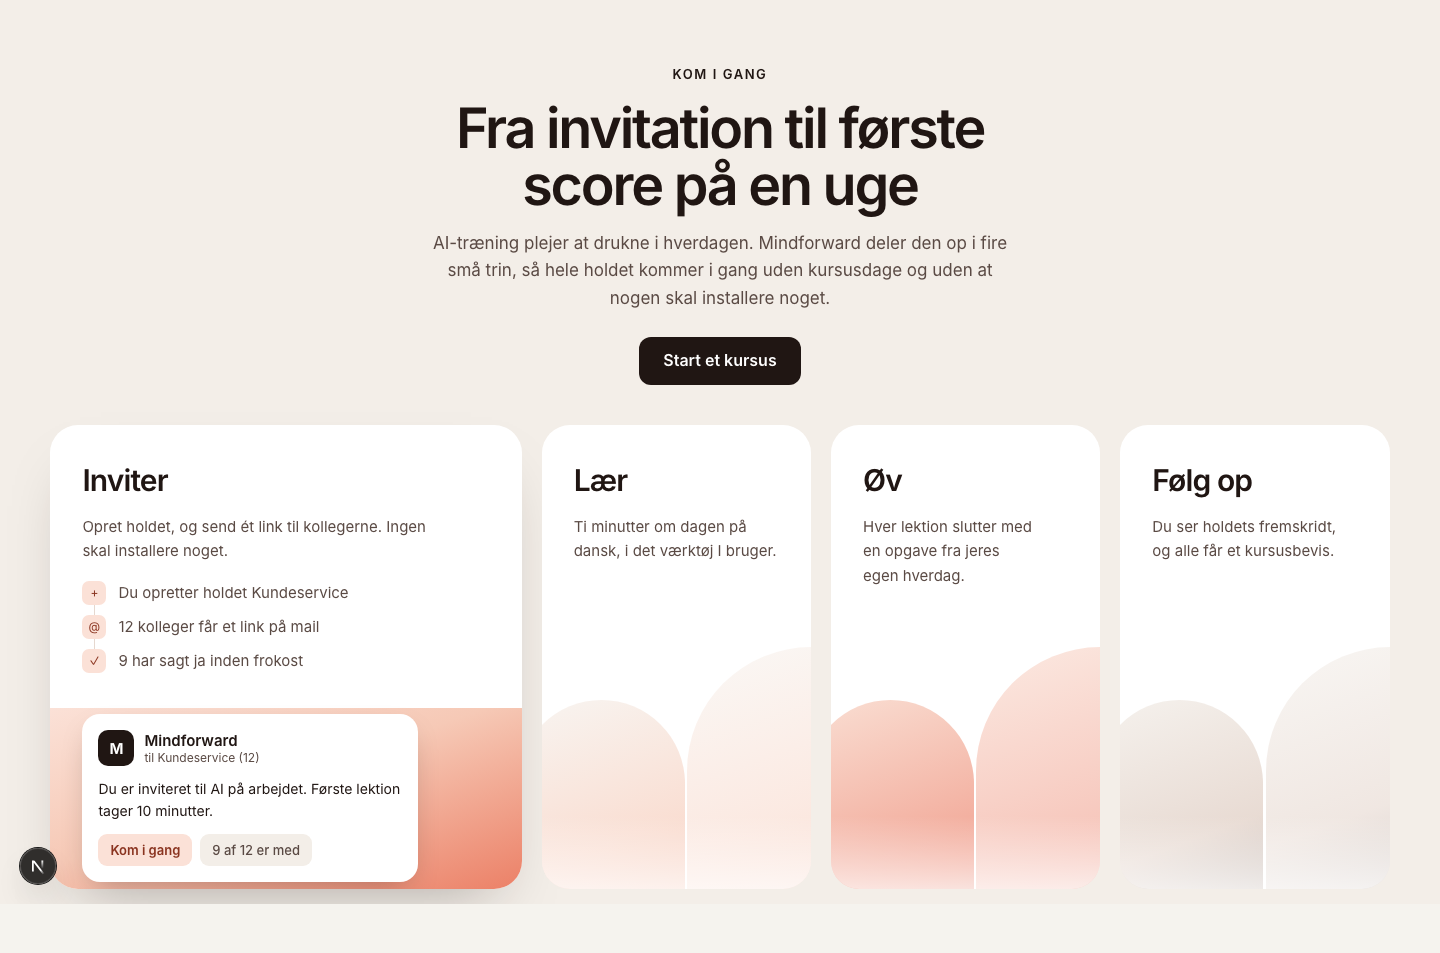 KOM I GANG
Fra invitation til første
score på en uge
AI-træning plejer at drukne i hverdagen. Mindforward deler den op i fire
små trin, så hele holdet kommer i gang uden kursusdage og uden at
nogen skal installere noget.
Start et kursus
Inviter
Opret holdet, og send ét link til kollegerne. Ingen
skal installere noget.
+ Du opretter holdet Kundeservice
@ 12 kolleger får et link på mail
✓ 9 har sagt ja inden frokost
M Mindforward
til Kundeservice (12)
Du er inviteret til AI på arbejdet. Første lektion
tager 10 minutter.
Kom i gang
9 af 12 er med
Lær
Ti minutter om dagen på
dansk, i det værktøj I bruger.
Øv
Hver lektion slutter med
en opgave fra jeres
egen hverdag.
Følg op
Du ser holdets fremskridt,
og alle får et kursusbevis.
N